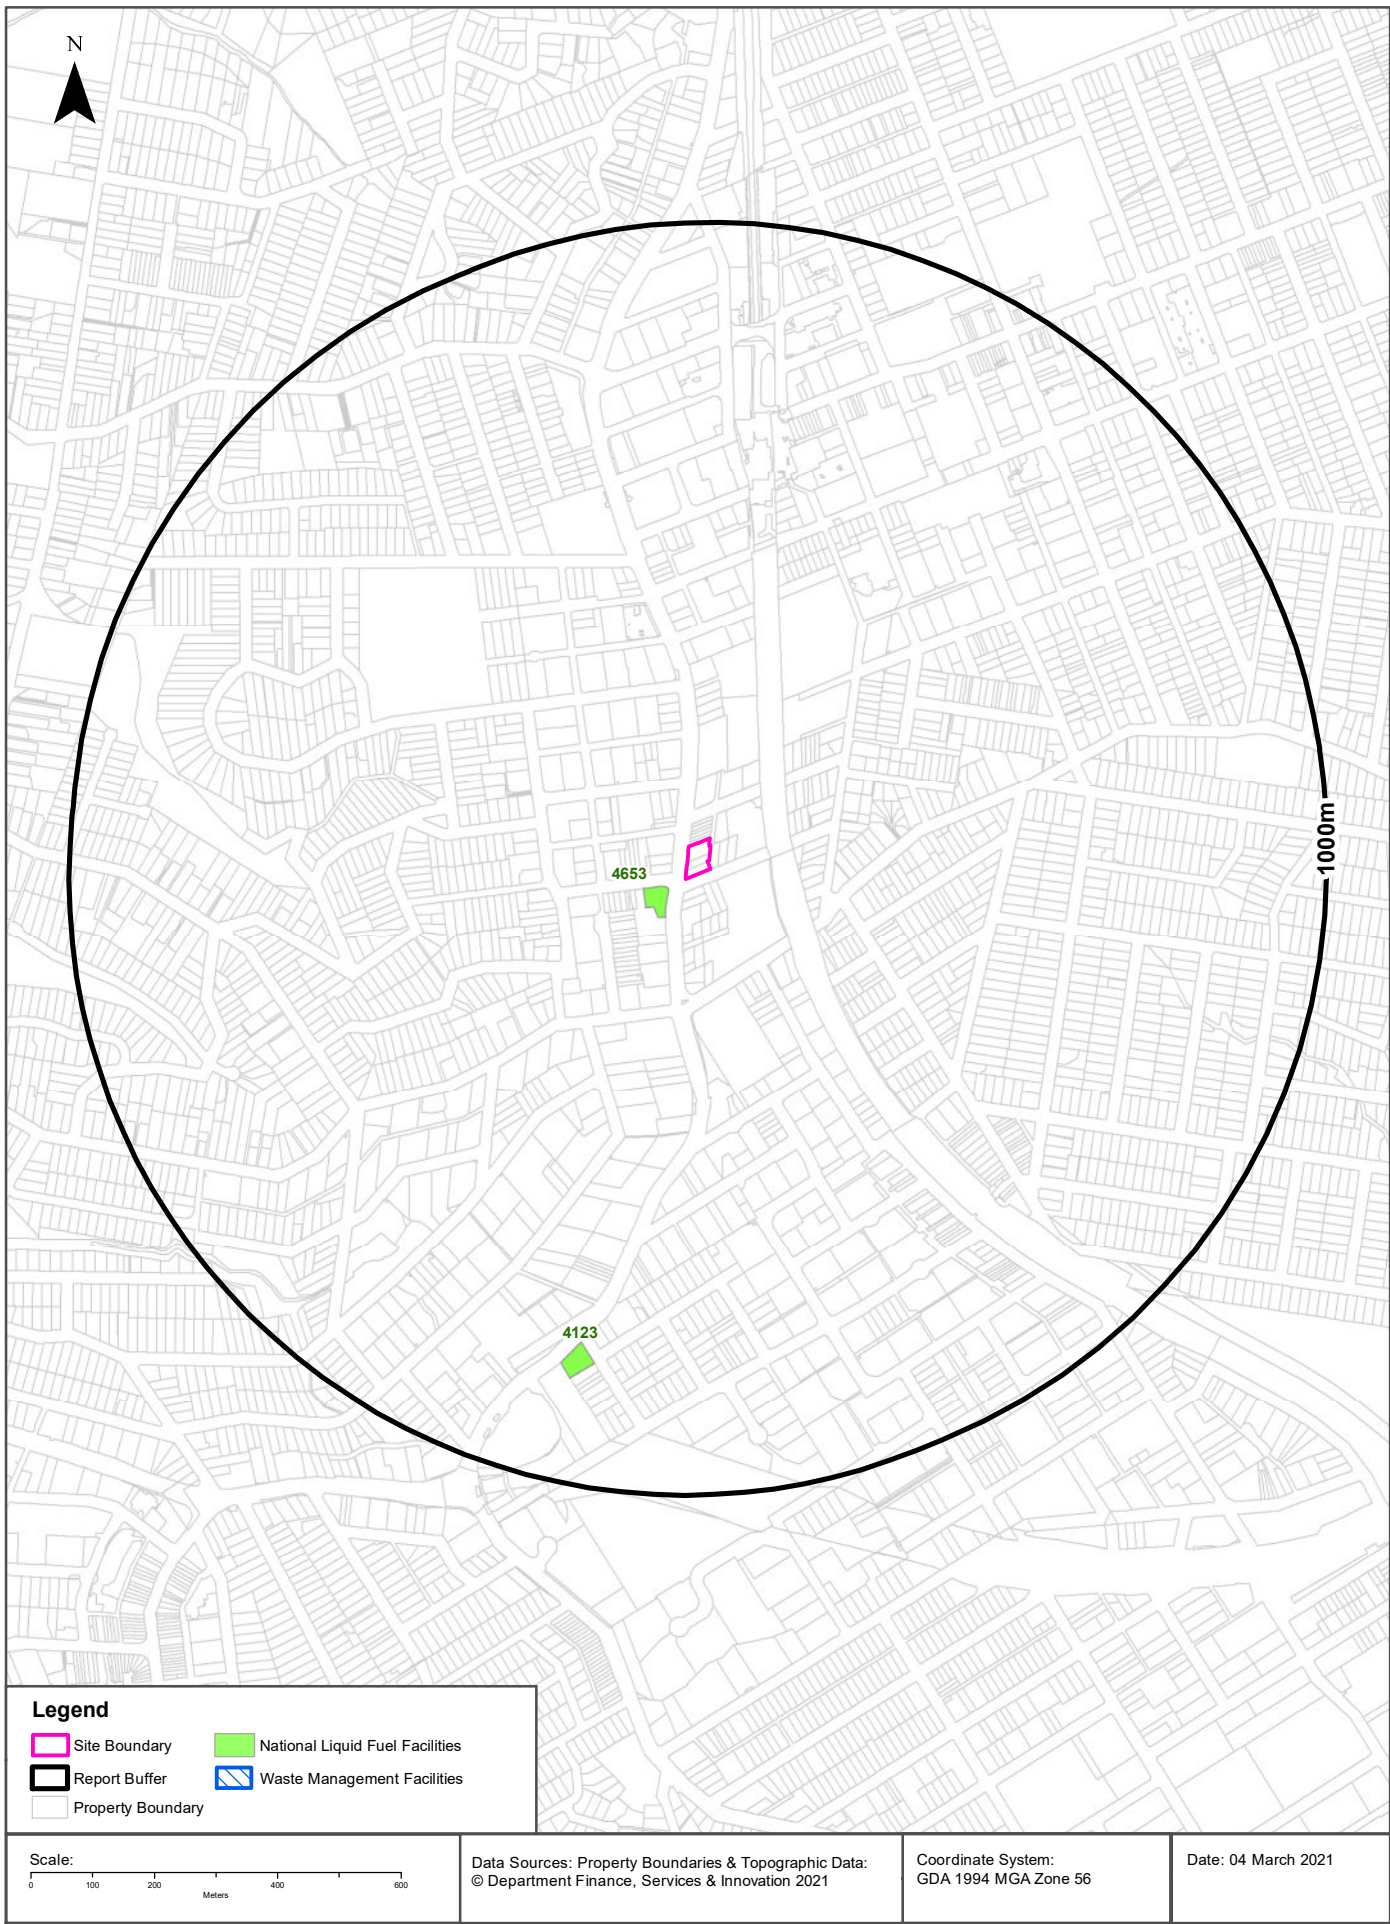 N
1000m
4653
4123
Legend
Site Boundary
National Liquid Fuel Facilities
Report Buffer
Waste Management Facilities
Property Boundary
Scale:
0 100 200 400 600
Meters
Data Sources: Property Boundaries & Topographic Data:
© Department Finance, Services & Innovation 2021
Coordinate System:
GDA 1994 MGA Zone 56
Date: 04 March 2021